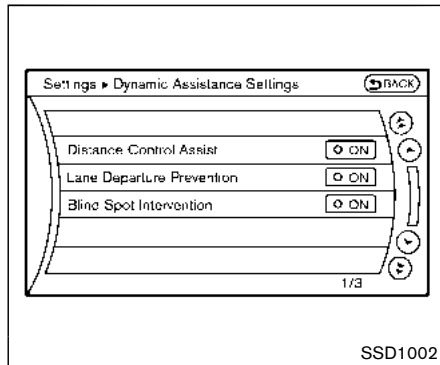 Settings ▸ Dynamic Assistance Settings
BACK
Distance Control Assist ON
Lane Departure Prevention ON
Blind Spot Intervention ON
1/3
SSD1002